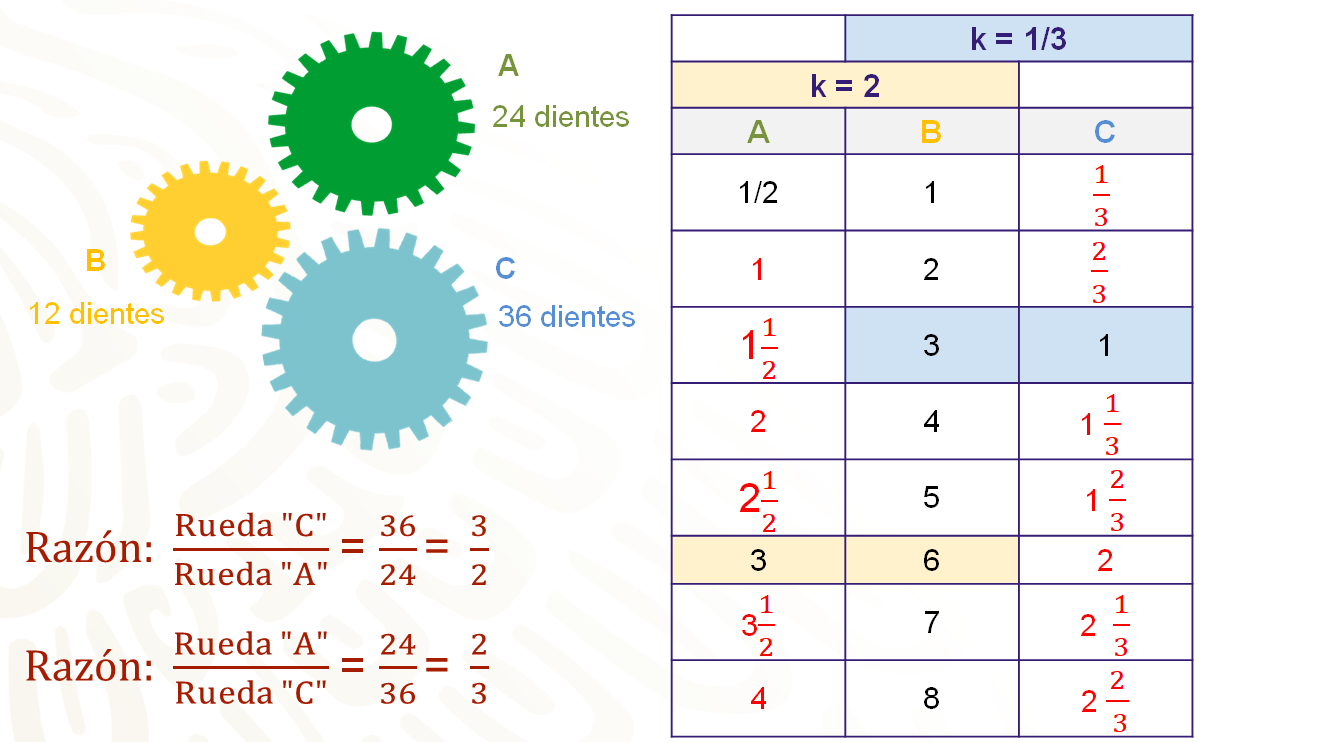 A
24 dientes
B
12 dientes
C
36 dientes
Razón: Rueda "C" / Rueda "A" = 36/24 = 3/2
Razón: Rueda "A" / Rueda "C" = 24/36 = 2/3
k = 1/3
k = 2
A B C
1/2 1 1/3
1 2 2/3
1 1/2 3 1
2 4 1 1/3
2 1/2 5 1 2/3
3 6 2
3 1/2 7 2 1/3
4 8 2 2/3